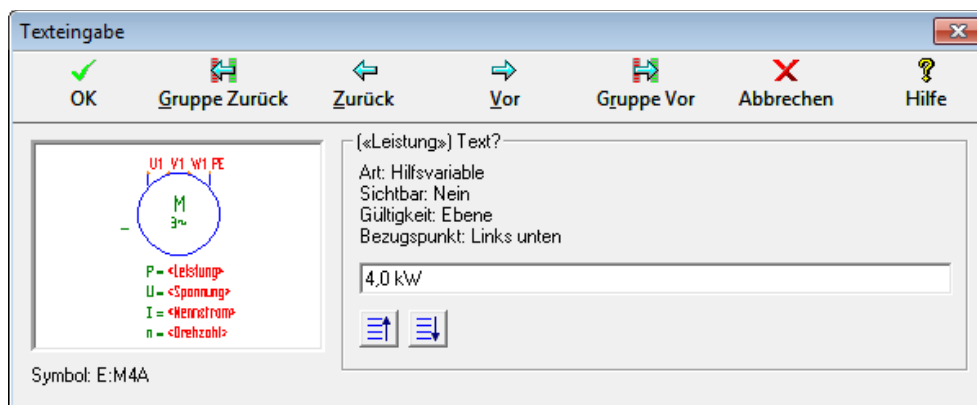 Texteingabe
OK
Gruppe Zurück
Zurück
Vor
Gruppe Vor
Abbrechen
Hilfe
U1 V1 W1 PE
M
3~
P = <Leistung>
U = <Spannung>
I = <Nennstrom>
n = <Drehzahl>
Symbol: E:M4A
(«Leistung») Text?
Art: Hilfsvariable
Sichtbar: Nein
Gültigkeit: Ebene
Bezugspunkt: Links unten
4,0 kW